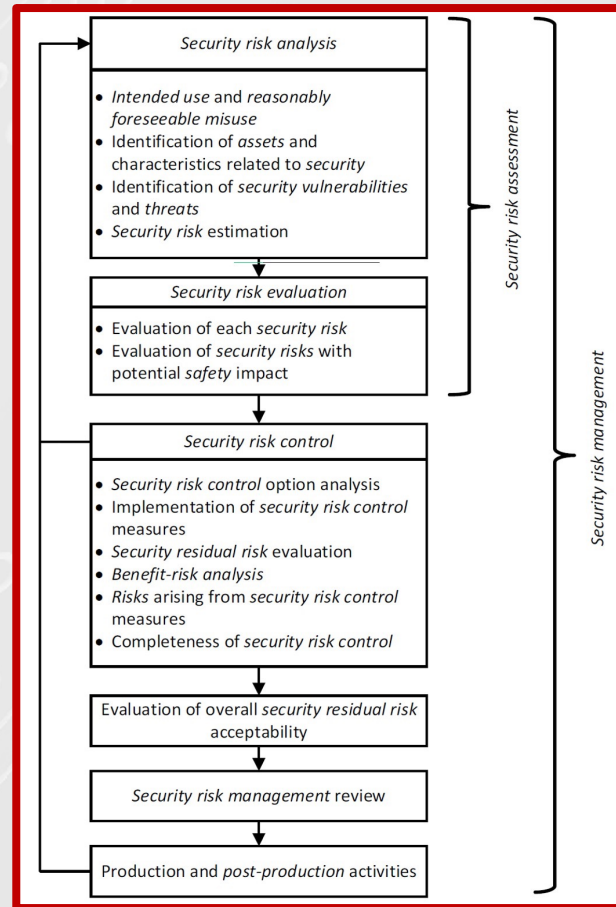 Security risk analysis
• Intended use and reasonably
foreseeable misuse
• Identification of assets and
characteristics related to security
• Identification of security vulnerabilities
and threats
• Security risk estimation
Security risk evaluation
• Evaluation of each security risk
• Evaluation of security risks with
potential safety impact
Security risk assessment
Security risk control
• Security risk control option analysis
• Implementation of security risk control
measures
• Security residual risk evaluation
• Benefit-risk analysis
• Risks arising from security risk control
measures
• Completeness of security risk control
Evaluation of overall security residual risk
acceptability
Security risk management review
Production and post-production activities
Security risk management